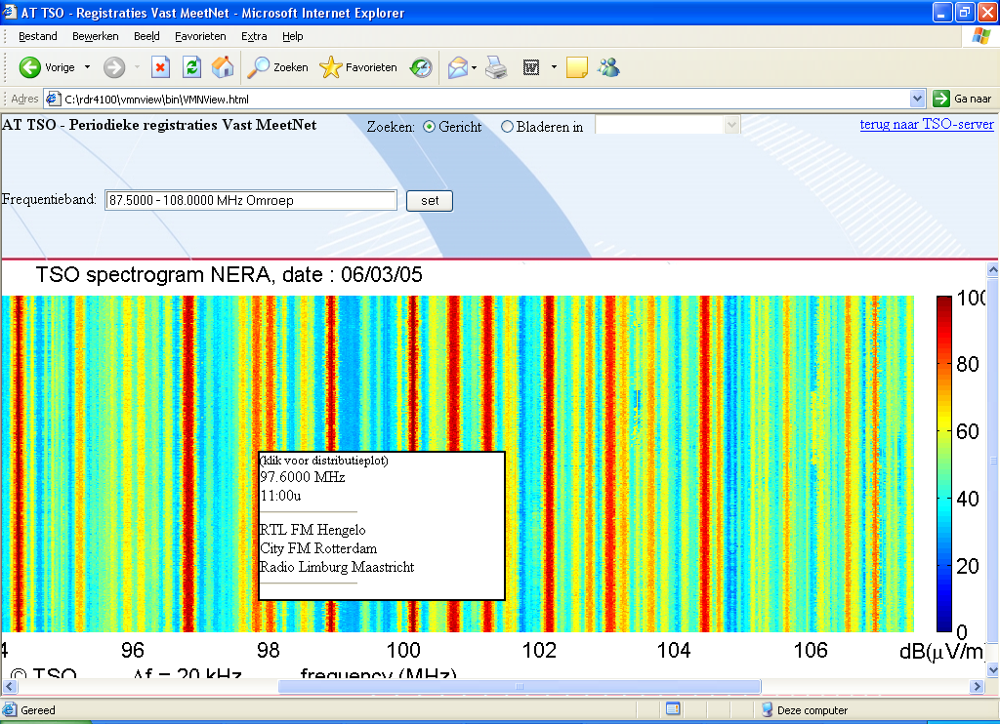 AT TSO - Registraties Vast MeetNet - Microsoft Internet Explorer
Bestand Bewerken Beeld Favorieten Extra Help
Vorige Zoeken Favorieten
Adres C:\rdr4100\vmnview\bin\VMNView.html Ga naar
AT TSO - Periodieke registraties Vast MeetNet Zoeken: Gericht Bladeren in terug naar TSO-server
Frequentieband: 87.5000 - 108.0000 MHz Omroep set
TSO spectrogram NERA, date : 06/03/05
100
80
60
40
20
0
(klik voor distributieplot)
97.6000 MHz
11:00u
RTL FM Hengelo
City FM Rotterdam
Radio Limburg Maastricht
4 96 98 100 102 104 106 dB(μV/m
© TSO Δf = 20 kHz frequency (MHz)
Gereed Deze computer